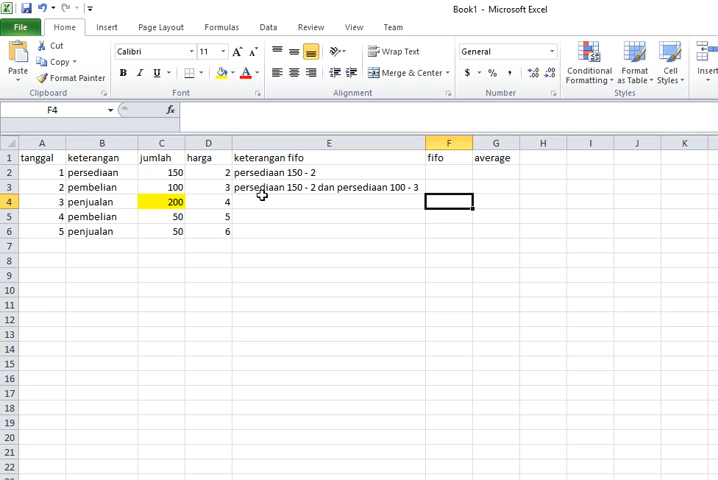 Book1 - Microsoft Excel
File Home Insert Page Layout Formulas Data Review View Team
Cut
Copy
Format Painter
Paste
Clipboard
Calibri 11
B I U
Font
Wrap Text
Merge & Center
Alignment
General
$ % ,
Number
Conditional Formatting
Format as Table
Cell Styles
Styles
Insert
F4 fx
A B C D E F G H I J K
1 tanggal keterangan jumlah harga keterangan fifo fifo average
2 1 persediaan 150 2 persediaan 150 - 2
3 2 pembelian 100 3 persediaan 150 - 2 dan persediaan 100 - 3
4 3 penjualan 200 4
5 4 pembelian 50 5
6 5 penjualan 50 6
7
8
9
10
11
12
13
14
15
16
17
18
19
20
21
22